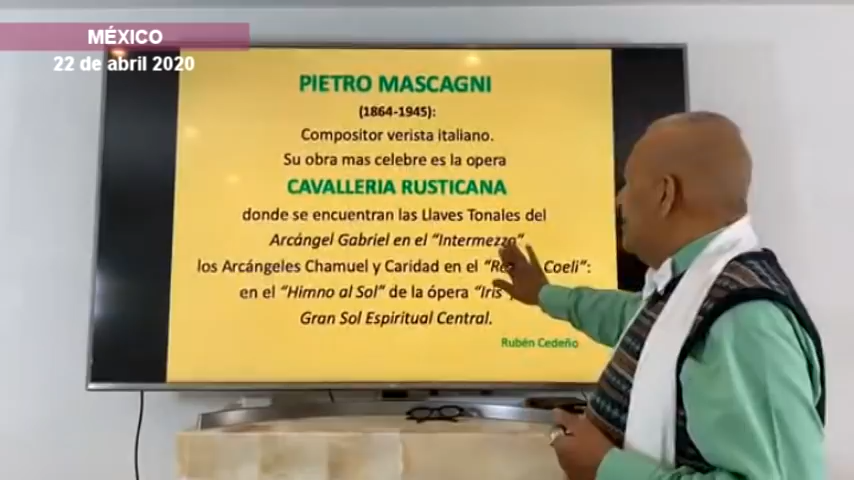 MÉXICO
22 de abril 2020
PIETRO MASCAGNI
(1864-1945):
Compositor verista italiano.
Su obra mas celebre es la opera
CAVALLERIA RUSTICANA
donde se encuentran las Llaves Tonales del
Arcángel Gabriel en el “Intermezzo”
los Arcángeles Chamuel y Caridad en el Coeli”:
en el “Himno al Sol” de la ópera “Iris
Gran Sol Espiritual Central.
Rubén Cedeño